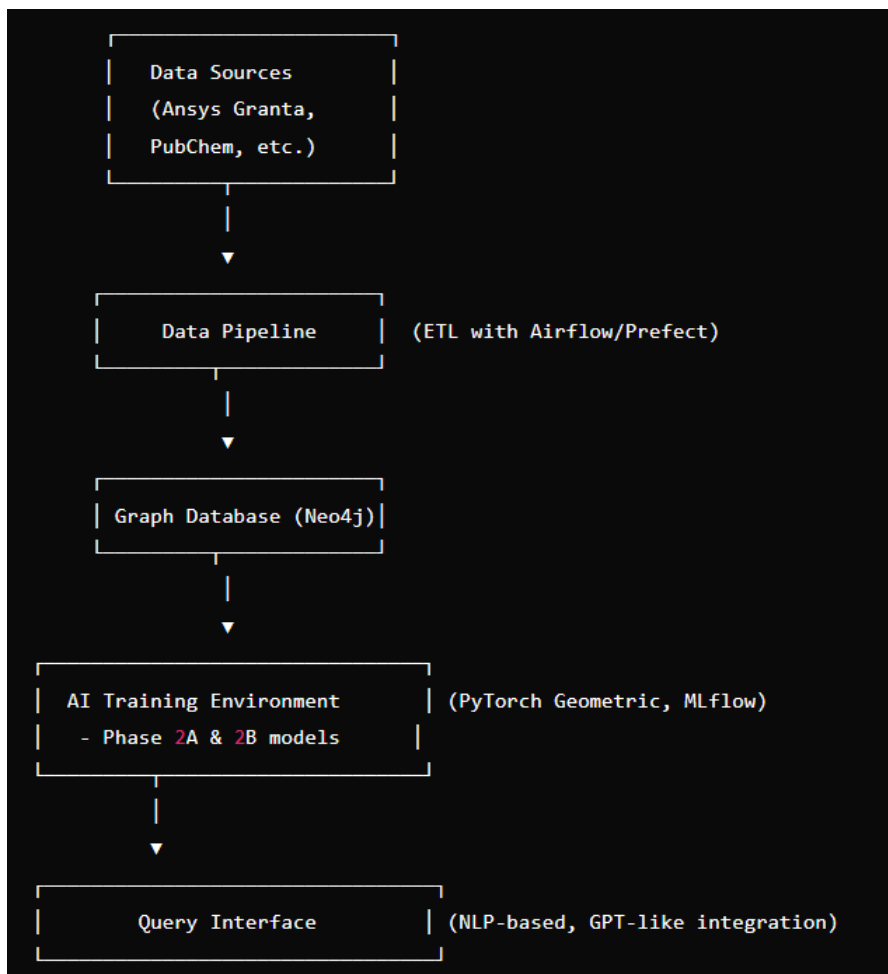 Data Sources
(Ansys Granta,
PubChem, etc.)
Data Pipeline (ETL with Airflow/Prefect)
Graph Database (Neo4j)
AI Training Environment (PyTorch Geometric, MLflow)
- Phase 2A & 2B models
Query Interface (NLP-based, GPT-like integration)